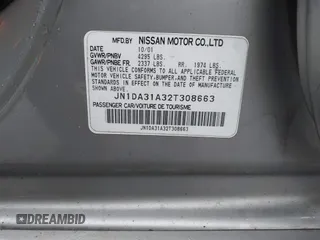 MFD.BY NISSAN MOTOR CO.,LTD
DATE 10/01
GVWR/PNBV 4295 LBS.
GAWR/PNBE FR. 2337 LBS. RR. 1974 LBS.
THIS VEHICLE CONFORMS TO ALL APPLICABLE FEDERAL
MOTOR VEHICLE SAFETY,BUMPER,AND THEFT PREVENTION
STANDARDS IN EFFECT ON THE DATE OF MANUFACTURE
SHOWN ABOVE.
JN1DA31A32T308663
PASSENGER CAR/VOITURE DE TOURISME
JN1DA31A32T308663
DREAMBID